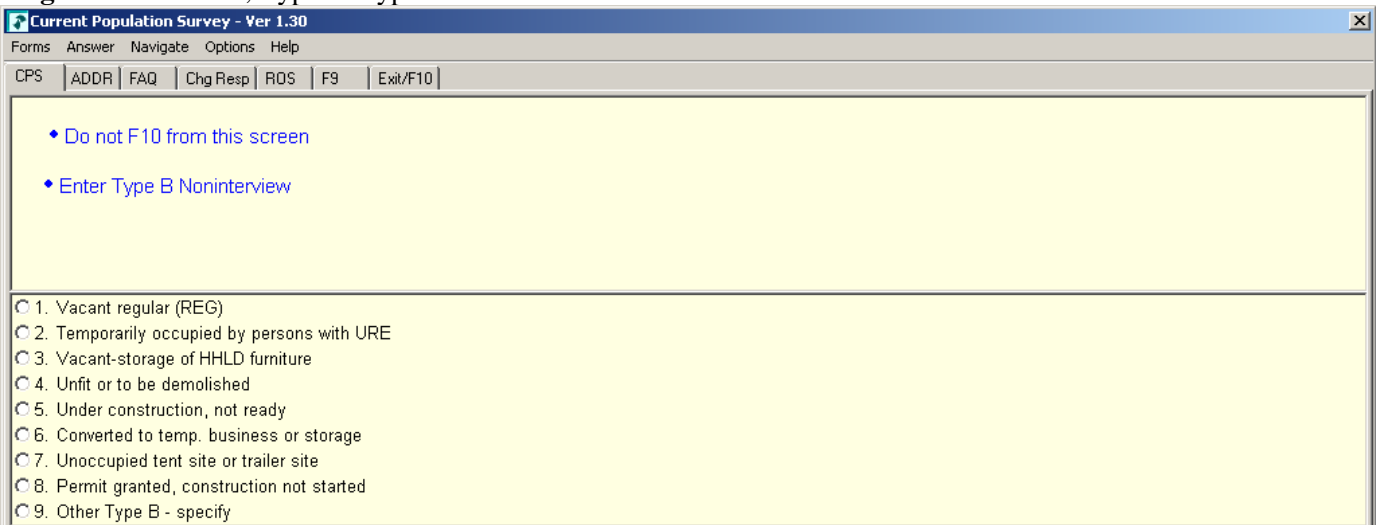 Current Population Survey - Ver 1.30
Forms Answer Navigate Options Help
CPS ADDR FAQ Chg Resp ROS F9 Exit/F10
Do not F10 from this screen
Enter Type B Noninterview
1. Vacant regular (REG)
2. Temporarily occupied by persons with URE
3. Vacant-storage of HHLD furniture
4. Unfit or to be demolished
5. Under construction, not ready
6. Converted to temp. business or storage
7. Unoccupied tent site or trailer site
8. Permit granted, construction not started
9. Other Type B - specify